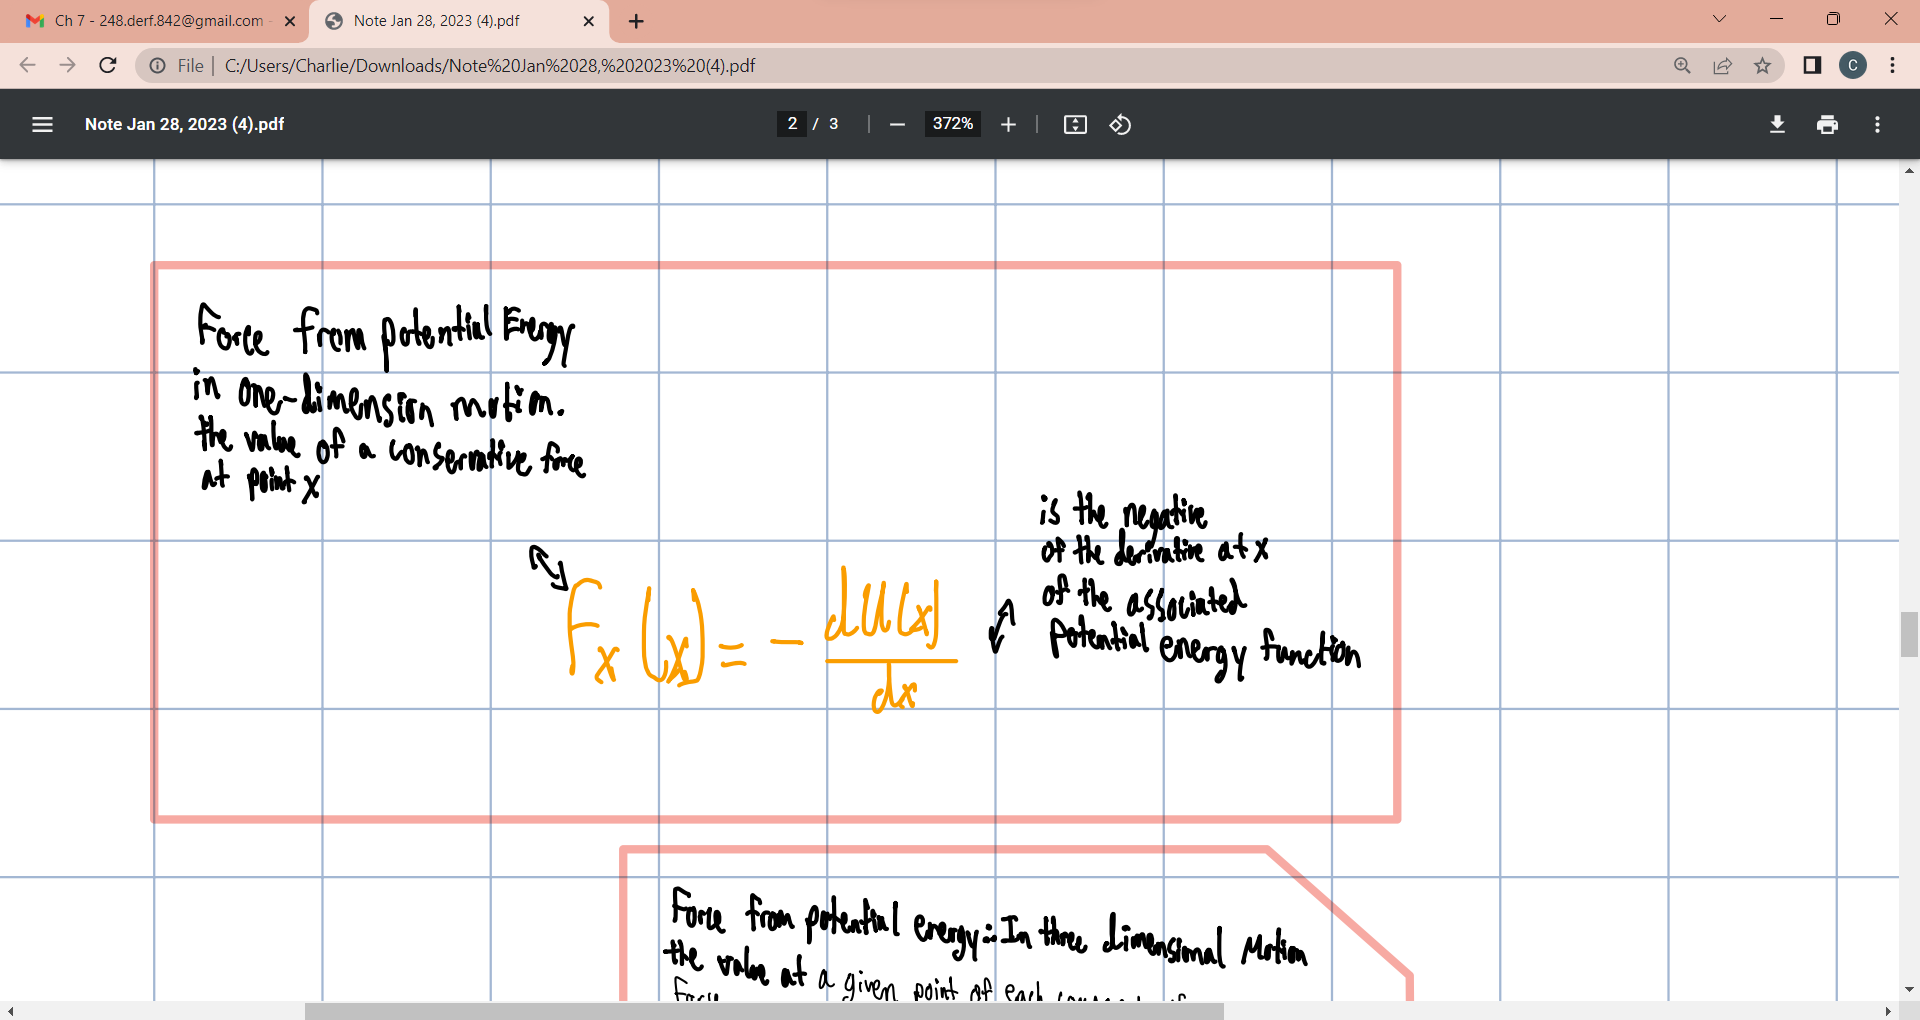 Ch 7 - 248.derf.842@gmail.com -
Note Jan 28, 2023 (4).pdf
File | C:/Users/Charlie/Downloads/Note%20Jan%2028,%202023%20(4).pdf
C
Note Jan 28, 2023 (4).pdf
2 / 3 | − 372% + |
Force from potential Energy
in one-dimension motion.
the value of a conservative force
at point x
is the negative
of the derivative at x
of the associated
potential energy function
Fx (x) = - dU(x)
dx
Force from potential energy: In three dimensional Motion
the value at a given point of each component of